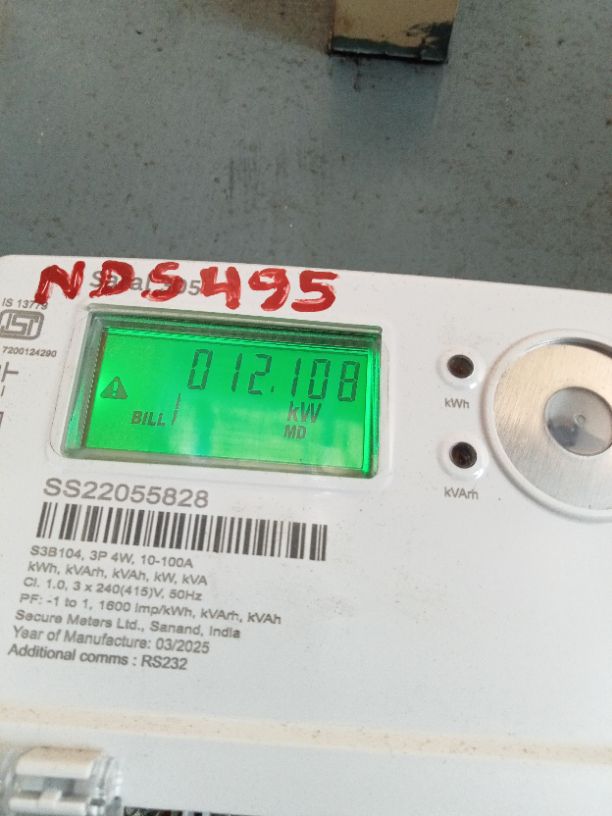 NDS495
IS 13779
7200124290
012.108
BILL 1 kW
MD
kWh
kVArh
SS22055828
S3B104, 3P 4W, 10-100A
kWh, kVArh, kVAh, kW, kVA
Cl. 1.0, 3 x 240(415)V, 50Hz
PF: -1 to 1, 1600 imp/kWh, kVArh, kVAh
Secure Meters Ltd., Sanand, India
Year of Manufacture: 03/2025
Additional comms : RS232